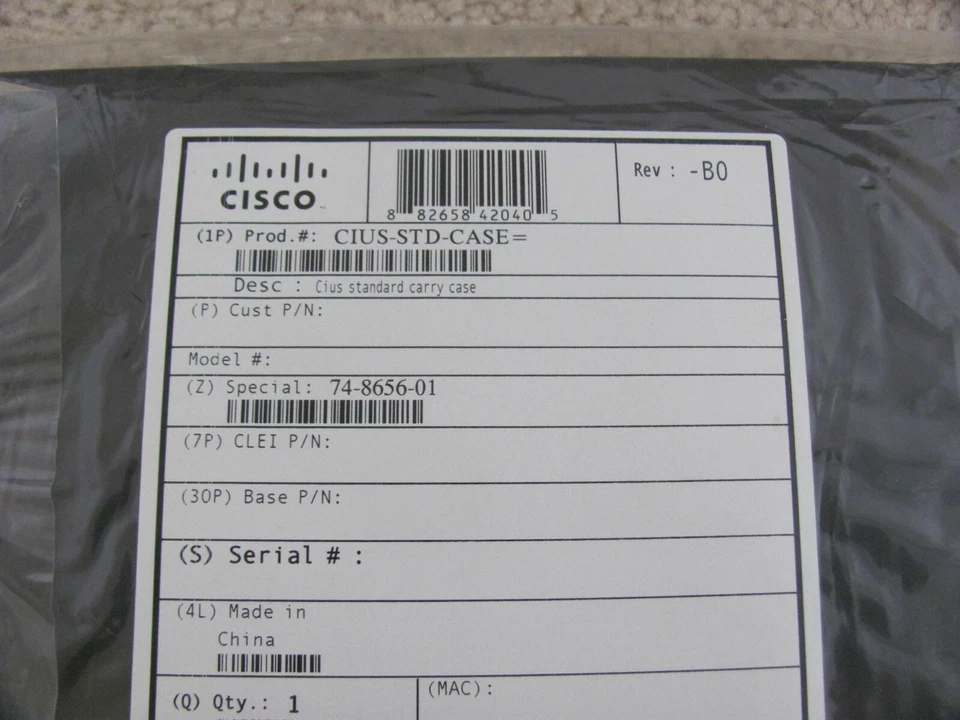 CISCO
8 82658 42040 5
Rev : -B0
(1P) Prod.#: CIUS-STD-CASE=
Desc : Cius standard carry case
(P) Cust P/N:
Model #:
(Z) Special: 74-8656-01
(7P) CLEI P/N:
(30P) Base P/N:
(S) Serial # :
(4L) Made in
China
(Q) Qty.: 1
(MAC):